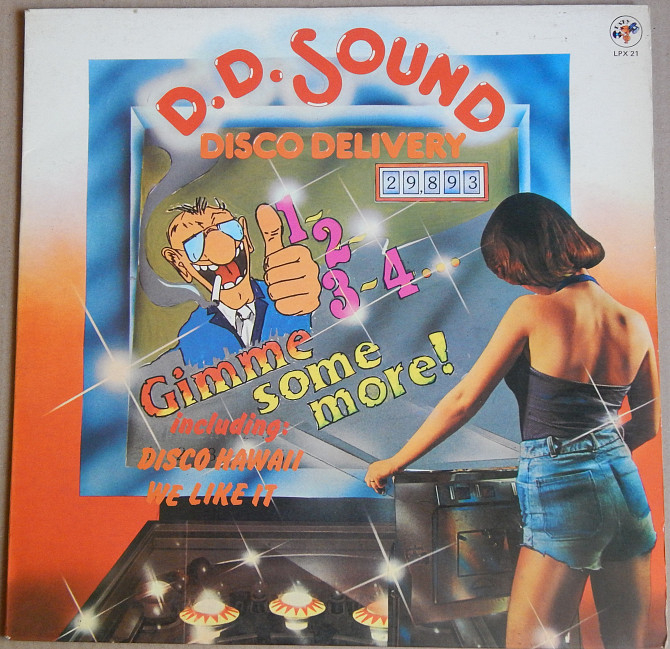 LPX 21
D.D. SOUND
DISCO DELIVERY
29,893
1-2-
3-4...
Gimme
some
more!
including:
DISCO HAWAII
WE LIKE IT